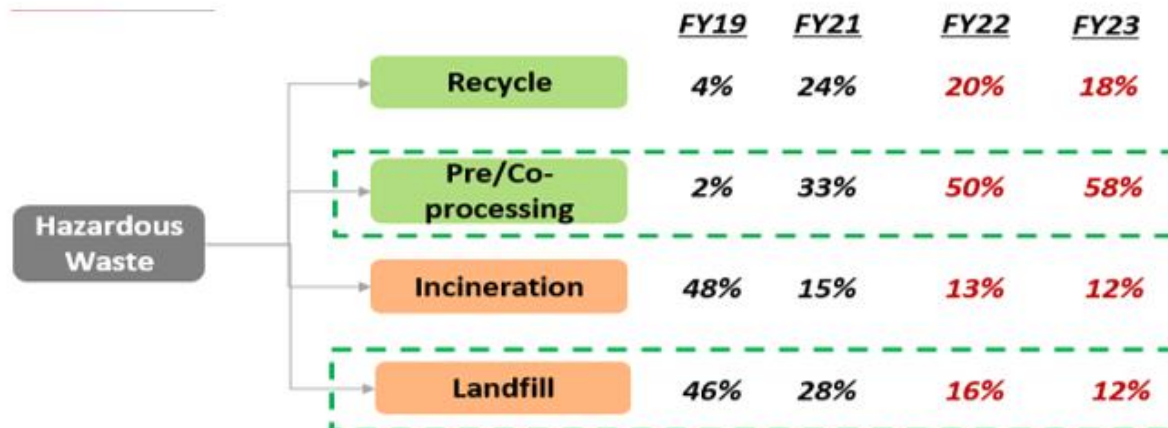 FY19 FY21 FY22 FY23
Recycle 4% 24% 20% 18%
Pre/Co-
processing 2% 33% 50% 58%
Hazardous
Waste
Incineration 48% 15% 13% 12%
Landfill 46% 28% 16% 12%